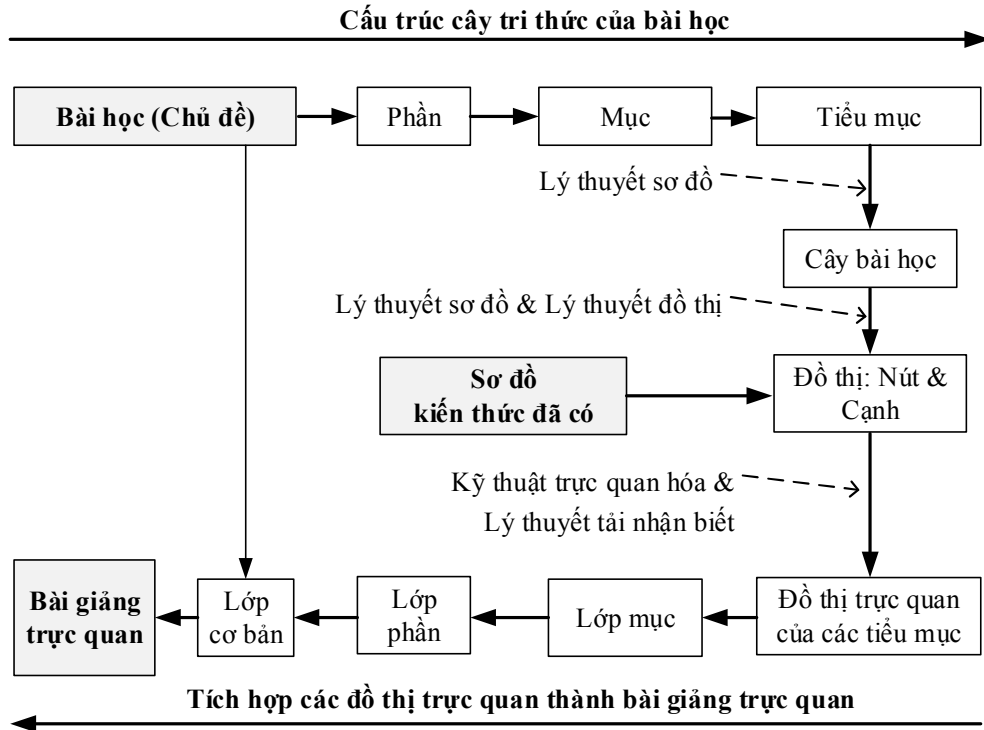 Cấu trúc cây tri thức của bài học
Bài học (Chủ đề)
Phần
Mục
Tiểu mục
Lý thuyết sơ đồ
Cây bài học
Lý thuyết sơ đồ & Lý thuyết đồ thị
Sơ đồ
kiến thức đã có
Đồ thị: Nút &
Cạnh
Kỹ thuật trực quan hóa &
Lý thuyết tải nhận biết
Bài giảng
trực quan
Lớp
cơ bản
Lớp
phần
Lớp mục
Đồ thị trực quan
của các tiểu mục
Tích hợp các đồ thị trực quan thành bài giảng trực quan